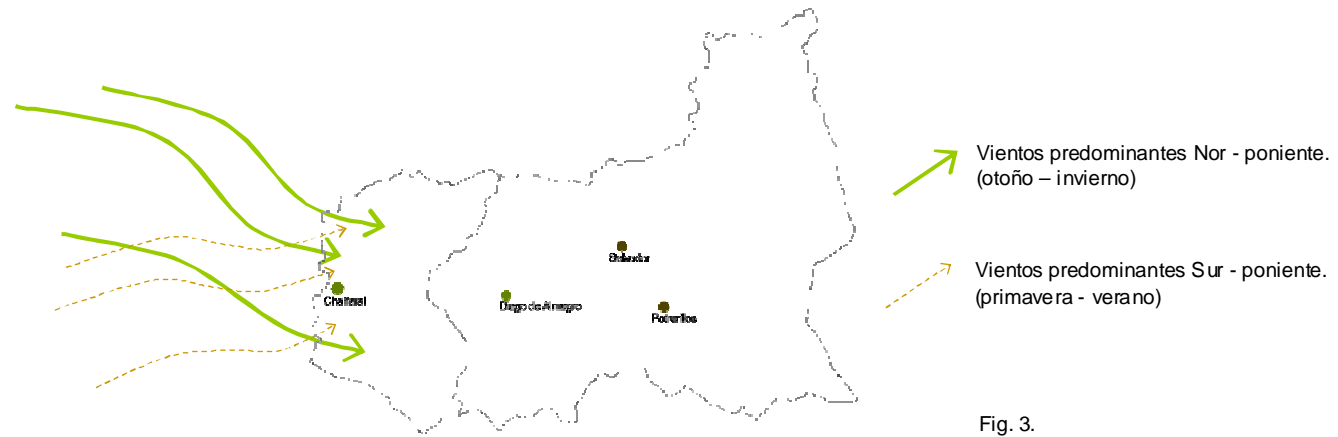 Vientos predominantes Nor - poniente.
(otoño – invierno)
Salvador
Vientos predominantes Sur - poniente.
(primavera - verano)
Chañaral
Diego de Almagro
Potrerillos
Fig. 3.